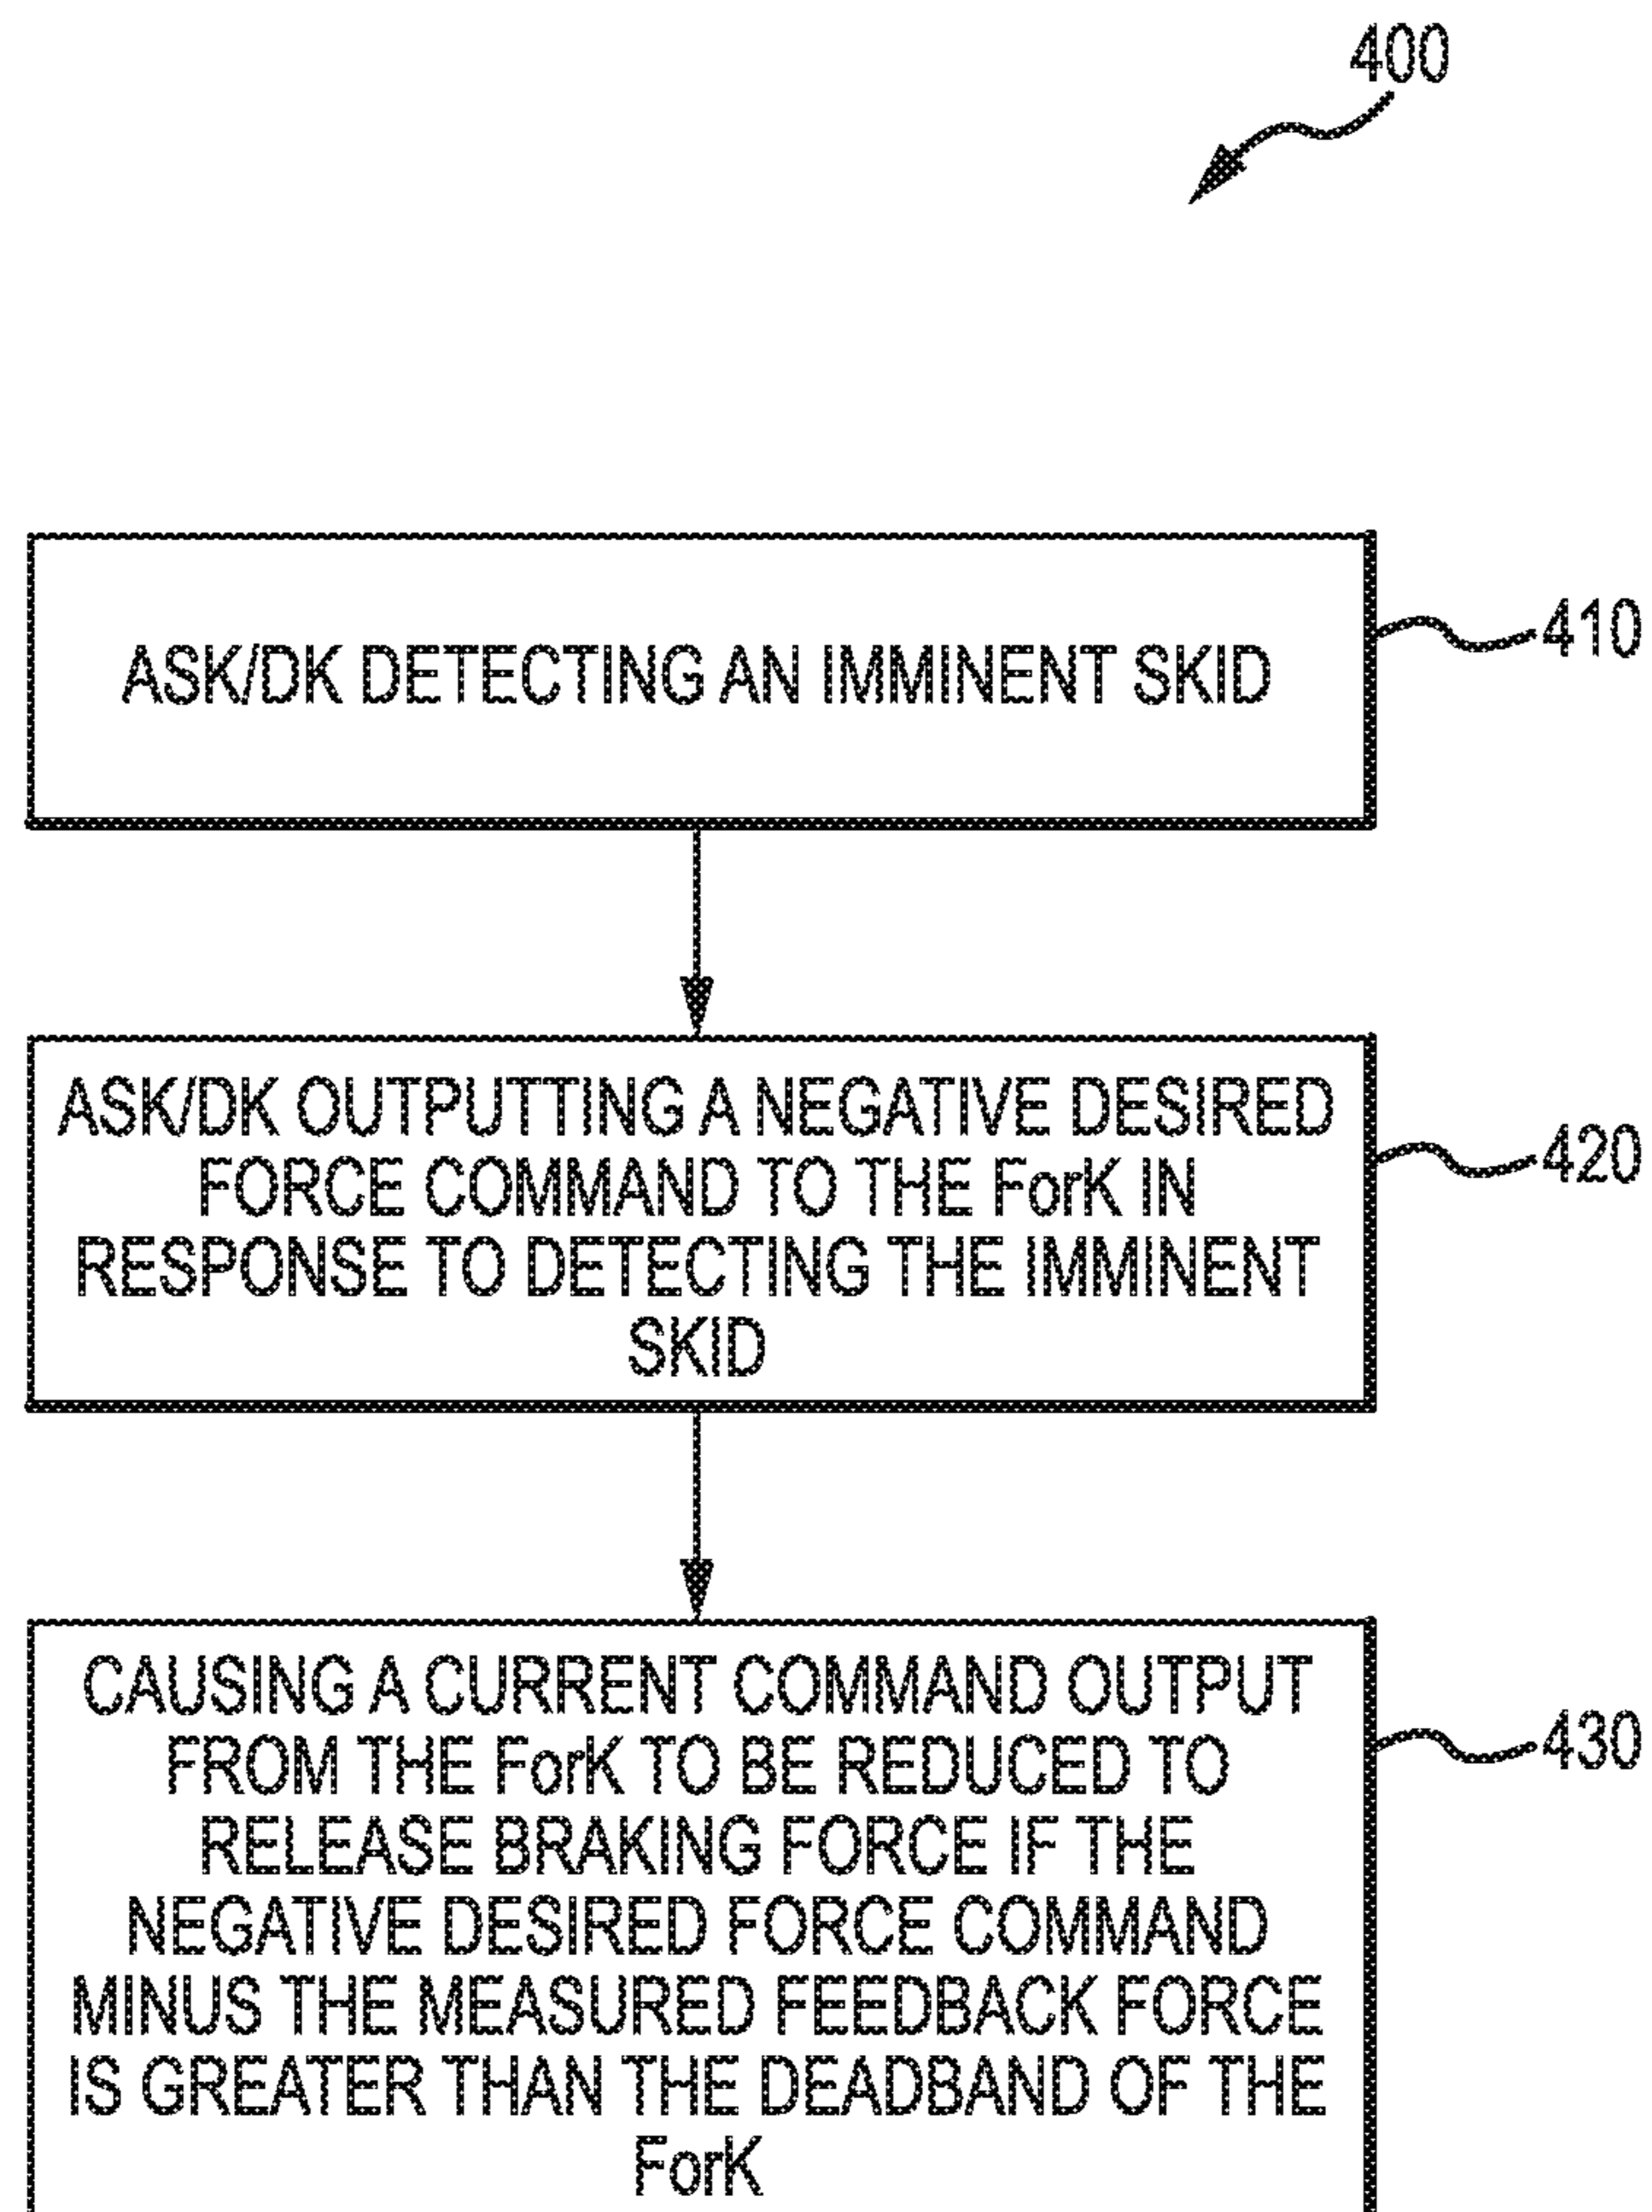 400
ASK/DK DETECTING AN IMMINENT SKID
410
ASK/DK OUTPUTTING A NEGATIVE DESIRED
FORCE COMMAND TO THE ForK IN
RESPONSE TO DETECTING THE IMMINENT
SKID
420
CAUSING A CURRENT COMMAND OUTPUT
FROM THE ForK TO BE REDUCED TO
RELEASE BRAKING FORCE IF THE
NEGATIVE DESIRED FORCE COMMAND
MINUS THE MEASURED FEEDBACK FORCE
IS GREATER THAN THE DEADBAND OF THE
ForK
430